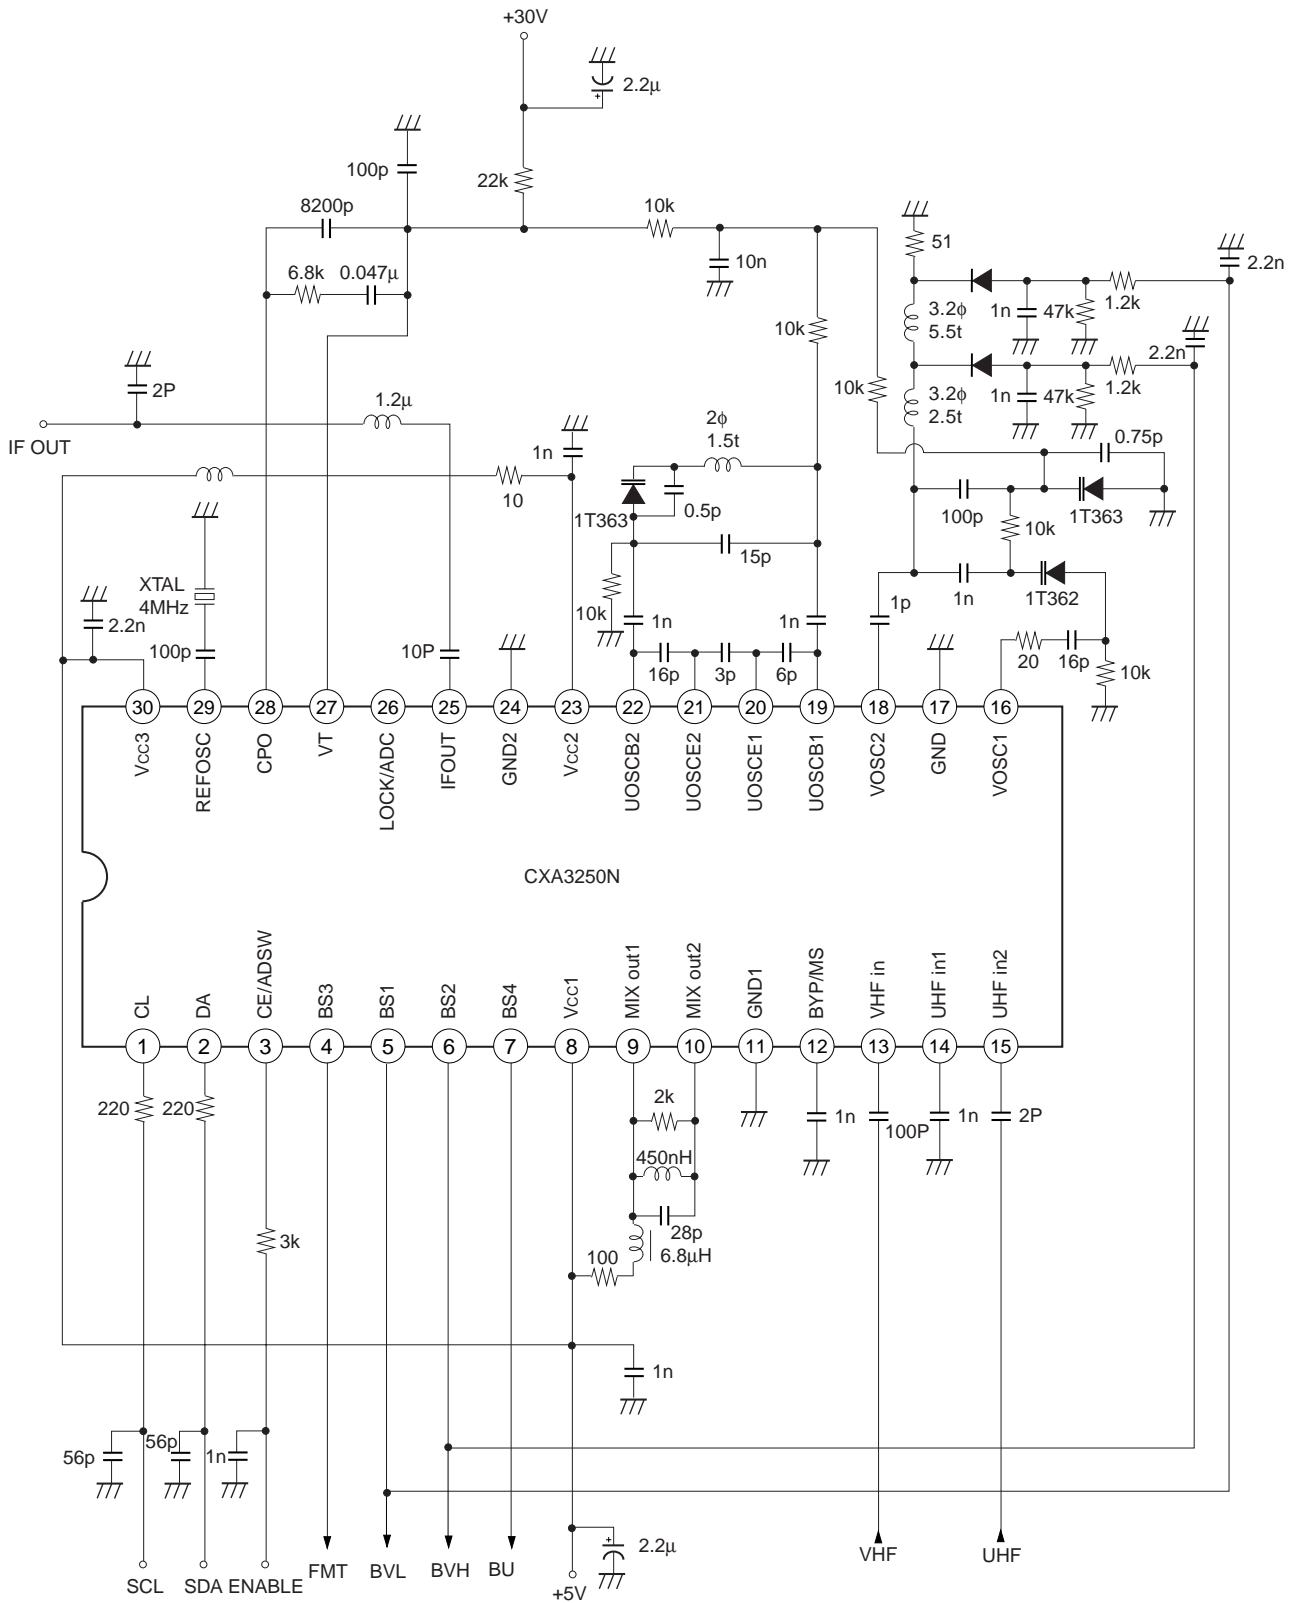 +30V
2.2μ
100p
22k
8200p
10k
51
2.2n
6.8k
0.047μ
10n
3.2ϕ
5.5t
1n
47k
1.2k
10k
2.2n
2P
1.2μ
10k
3.2ϕ
2.5t
1n
47k
1.2k
IF OUT
1n
2ϕ
1.5t
0.75p
10
1T363
0.5p
100p
1T363
10k
15p
XTAL
4MHz
10k
1n
1T362
2.2n
1n
1n
1p
100p
10P
16p
3p
6p
20
16p
10k
30
29
28
27
26
25
24
23
22
21
20
19
18
17
16
Vcc3
REFOSC
CPO
VT
LOCK/ADC
IFOUT
GND2
Vcc2
UOSCB2
UOSCE2
UOSCE1
UOSCB1
VOSC2
GND
VOSC1
CXA3250N
CL
DA
CE/ADSW
BS3
BS1
BS2
BS4
Vcc1
MIX out1
MIX out2
GND1
BYP/MS
VHF in
UHF in1
UHF in2
1
2
3
4
5
6
7
8
9
10
11
12
13
14
15
220
220
2k
1n
100P
1n
2P
450nH
28p
3k
100
6.8μH
1n
56p
56p
1n
2.2μ
FMT
BVL
BVH
BU
VHF
UHF
SCL
SDA
ENABLE
+5V